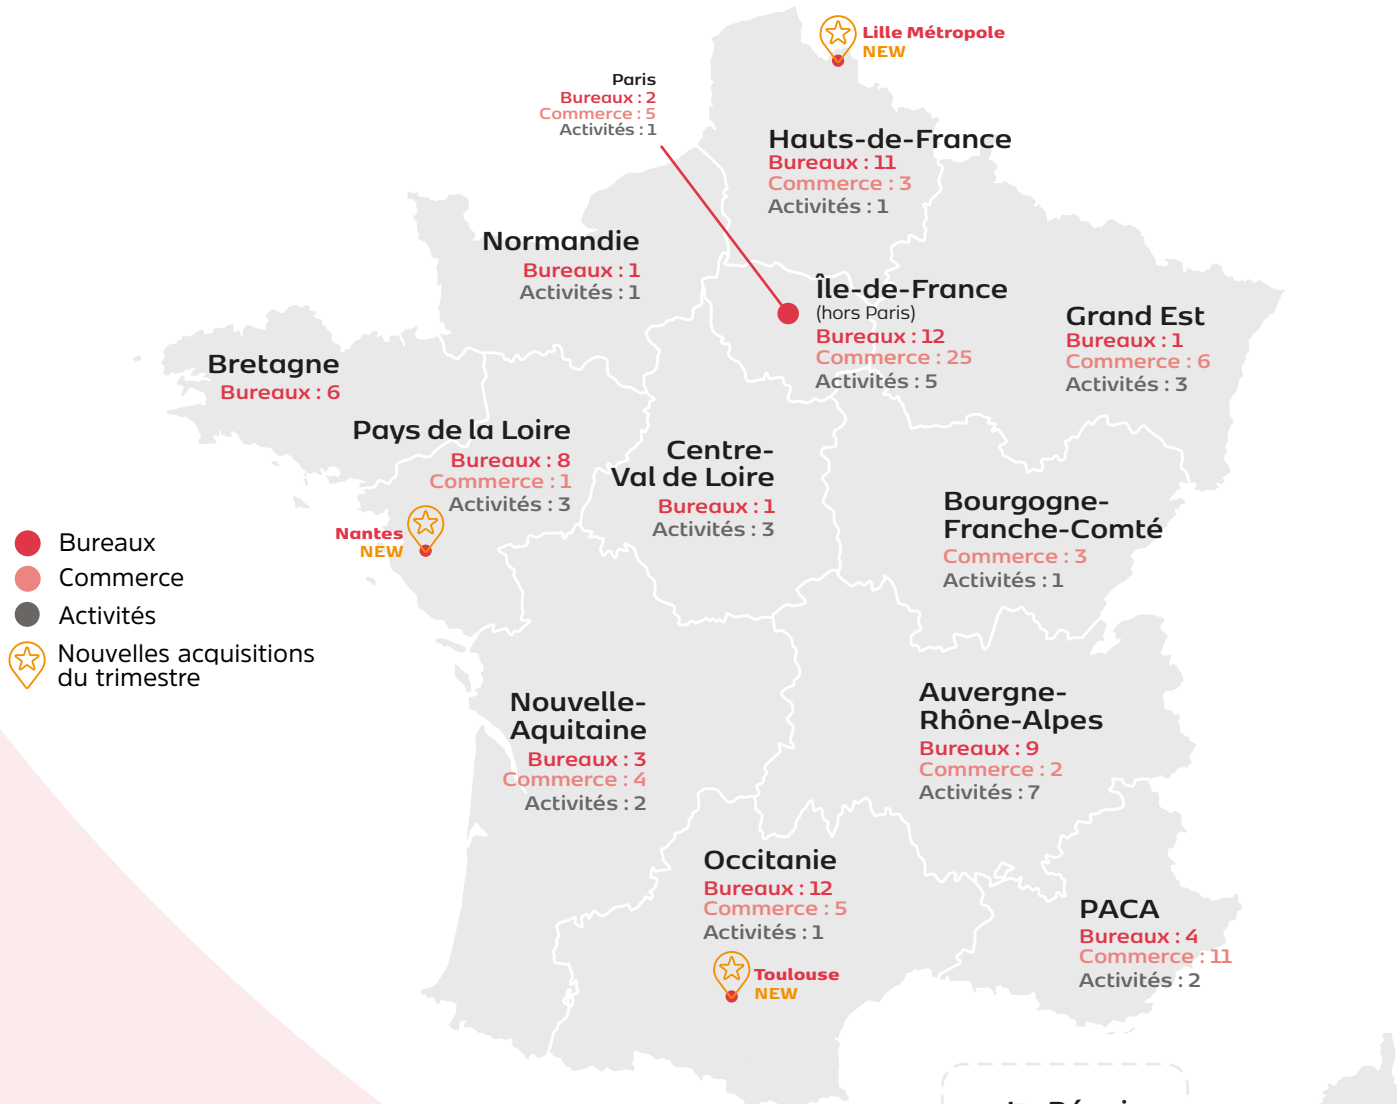 Lille Métropole
NEW
Paris
Bureaux : 2
Commerce : 5
Activités : 1
Hauts-de-France
Bureaux : 11
Commerce : 3
Activités : 1
Normandie
Bureaux : 1
Activités : 1
Île-de-France
(hors Paris)
Bureaux : 12
Commerce : 25
Activités : 5
Grand Est
Bureaux : 1
Commerce : 6
Activités : 3
Bretagne
Bureaux : 6
Pays de la Loire
Bureaux : 8
Commerce : 1
Activités : 3
Nantes
NEW
Centre-
Val de Loire
Bureaux : 1
Activités : 3
Bourgogne-
Franche-Comté
Commerce : 3
Activités : 1
Bureaux
Commerce
Activités
Nouvelles acquisitions
du trimestre
Nouvelle-
Aquitaine
Bureaux : 3
Commerce : 4
Activités : 2
Auvergne-
Rhône-Alpes
Bureaux : 9
Commerce : 2
Activités : 7
Occitanie
Bureaux : 12
Commerce : 5
Activités : 1
Toulouse
NEW
PACA
Bureaux : 4
Commerce : 11
Activités : 2